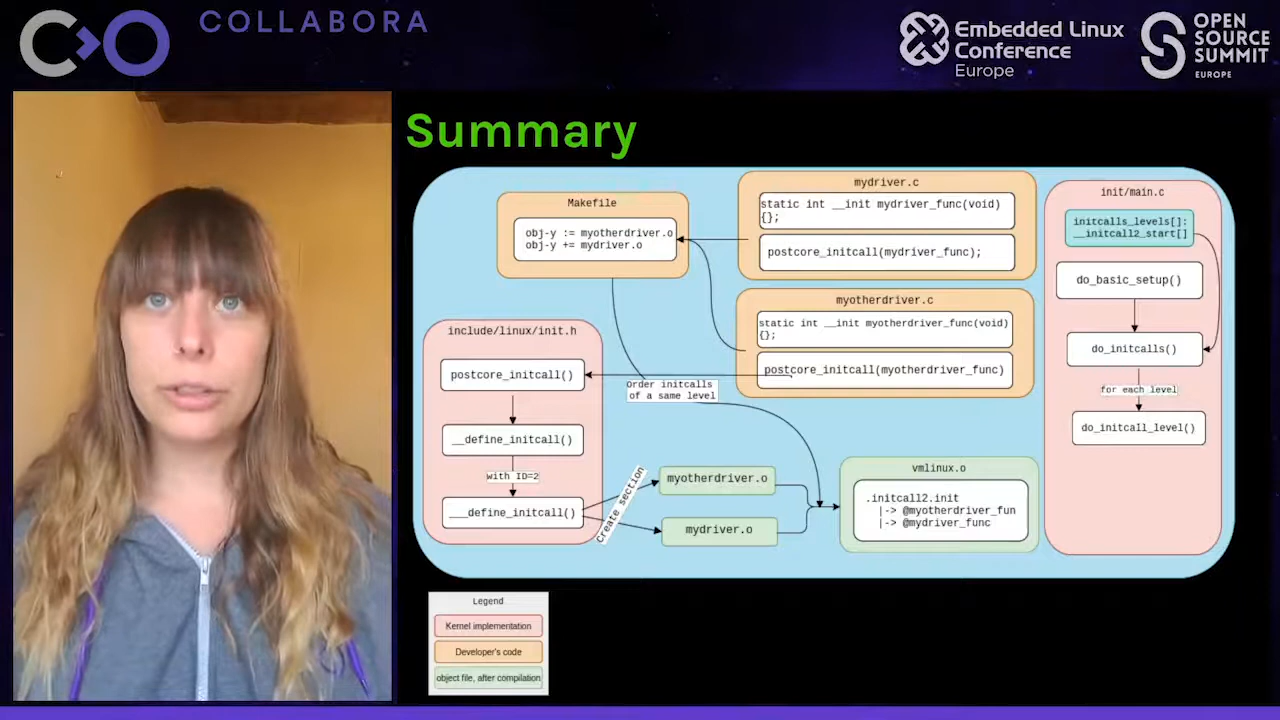 COLLABORA
Embedded Linux
Conference
Europe
OPEN
SOURCE
SUMMIT
EUROPE
Summary
Makefile
obj-y := myotherdriver.o
obj-y += mydriver.o
mydriver.c
static int __init mydriver_func(void)
{};
postcore_initcall(mydriver_func);
myotherdriver.c
static int __init myotherdriver_func(void)
{};
postcore_initcall(myotherdriver_func)
init/main.c
initcalls_levels[]:
__initcall2_start[]
do_basic_setup()
do_initcalls()
for each level
do_initcall_level()
include/linux/init.h
postcore_initcall()
__define_initcall()
with ID=2
___define_initcall()
Order initcalls
of a same level
Create section
myotherdriver.o
mydriver.o
vmlinux.o
.initcall2.init
|-> @myotherdriver_fun
|-> @mydriver_func
Legend
Kernel implementation
Developer's code
object file, after compilation